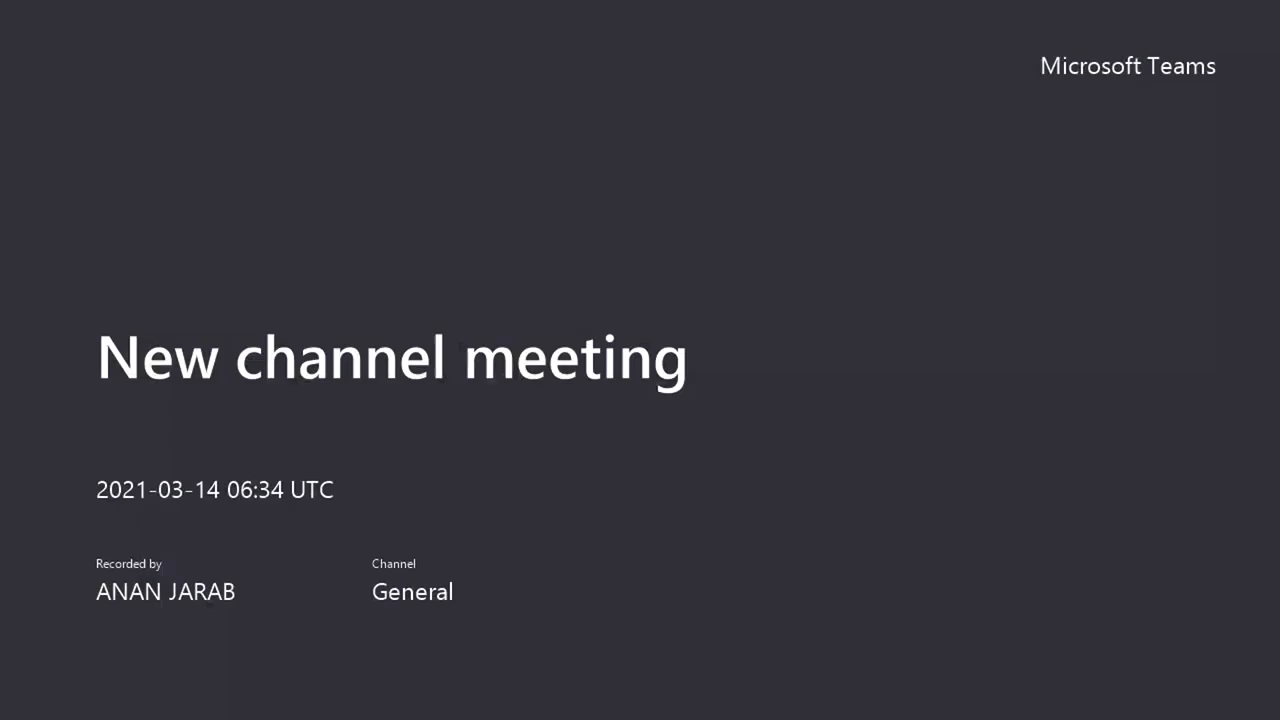 Microsoft Teams
New channel meeting
2021-03-14 06:34 UTC
Recorded by
ANAN JARAB
Channel
General